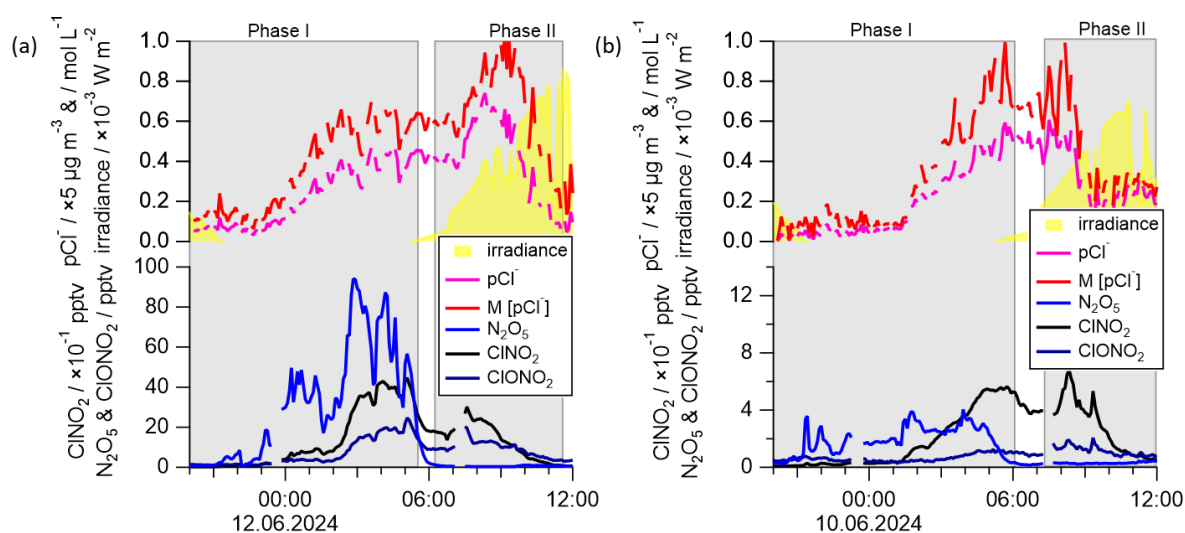 (a)
Phase I
Phase II
ClNO₂ / ×10⁻¹ pptv pCl⁻ / ×5 µg m⁻³ & / mol L⁻¹
N₂O₅ & ClONO₂ / pptv irradiance / ×10⁻³ W m⁻²
1.0
0.8
0.6
0.4
0.2
0.0
100
80
60
40
20
0
irradiance
pCl⁻
M [pCl⁻]
N₂O₅
ClNO₂
ClONO₂
00:00
06:00
12:00
12.06.2024
(b)
Phase I
Phase II
ClNO₂ / ×10⁻¹ pptv pCl⁻ / ×5 µg m⁻³ & / mol L⁻¹
N₂O₅ & ClONO₂ / pptv irradiance / ×10⁻³ W m⁻²
1.0
0.8
0.6
0.4
0.2
0.0
12
8
4
0
irradiance
pCl⁻
M [pCl⁻]
N₂O₅
ClNO₂
ClONO₂
00:00
06:00
12:00
10.06.2024